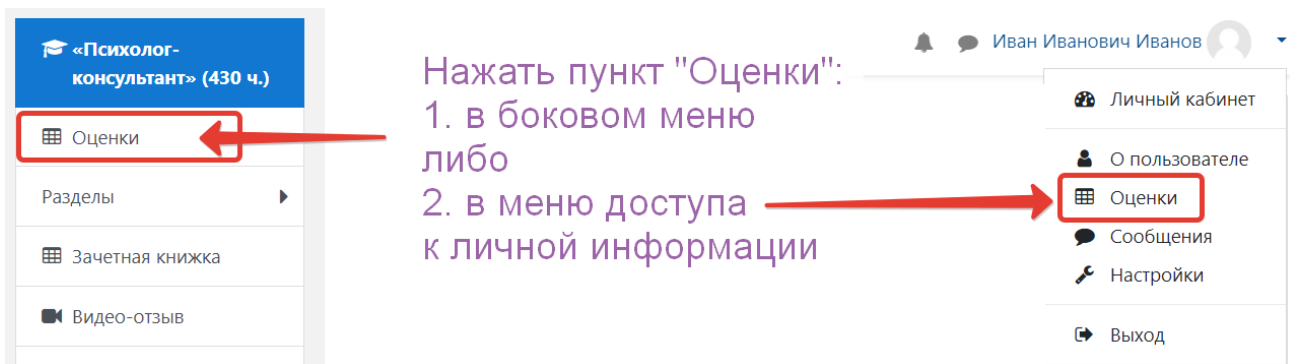 «Психолог-
консультант» (430 ч.)
Оценки
Разделы
Зачетная книжка
Видео-отзыв
Нажать пункт "Оценки":
1. в боковом меню
либо
2. в меню доступа
к личной информации
Иван Иванович Иванов
Личный кабинет
О пользователе
Оценки
Сообщения
Настройки
Выход